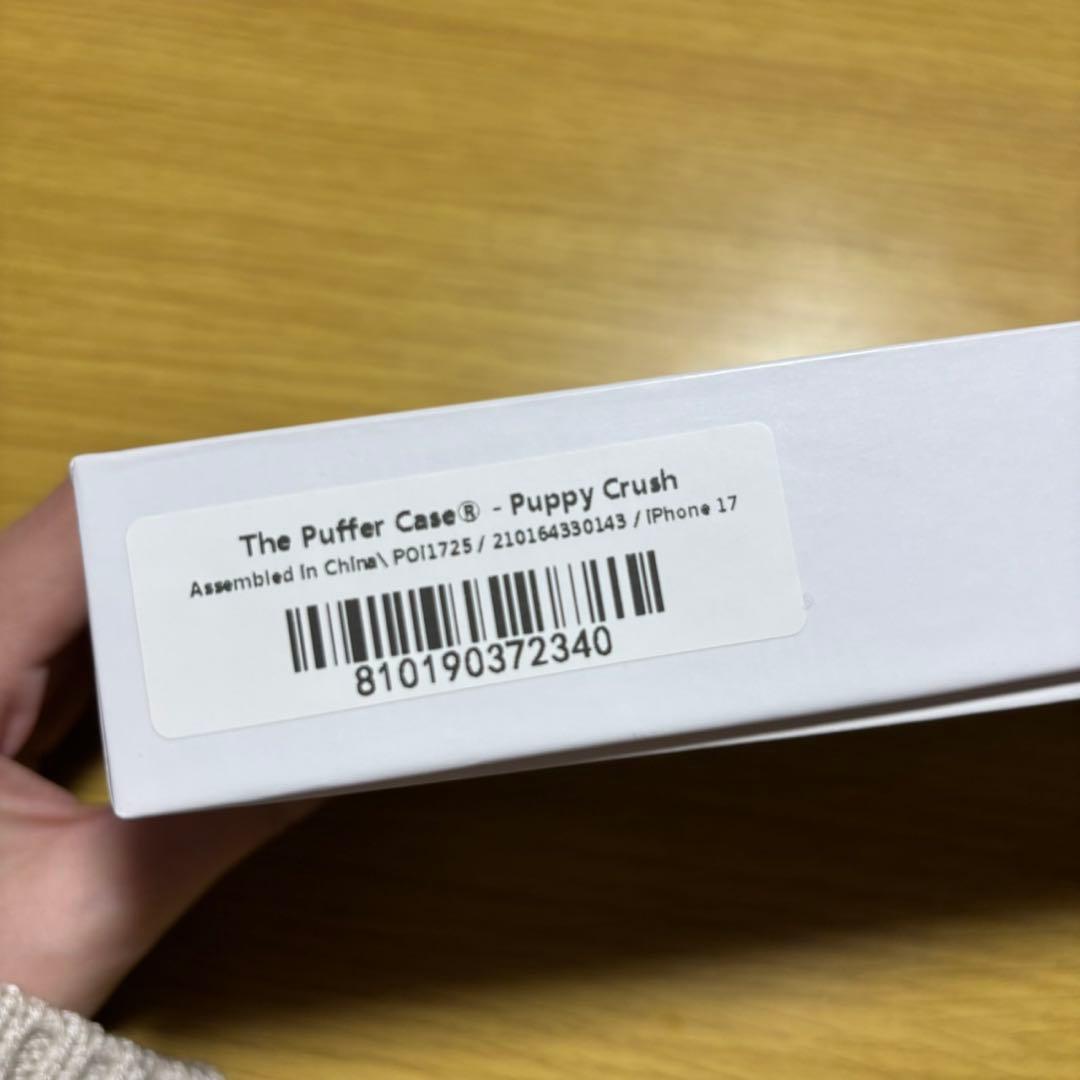 The Puffer Case® - Puppy Crush
Assembled in China\ POI1725 / 210164330143 / iPhone 17
810190372340